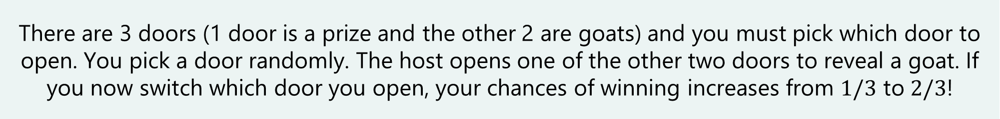 There are 3 doors (1 door is a prize and the other 2 are goats) and you must pick which door to
open. You pick a door randomly. The host opens one of the other two doors to reveal a goat. If
you now switch which door you open, your chances of winning increases from 1/3 to 2/3!